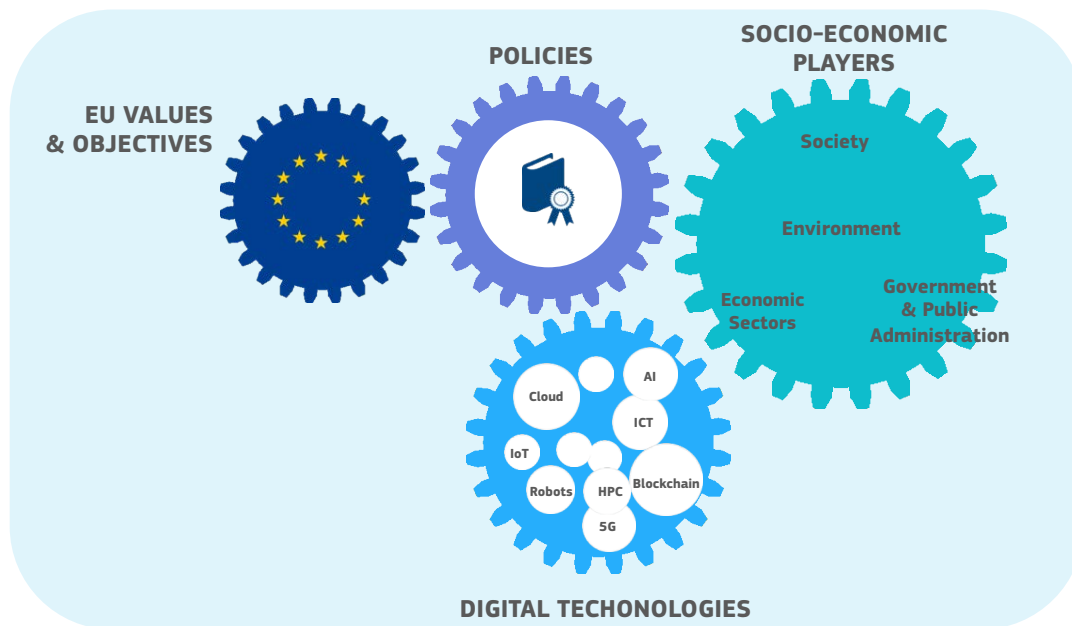 SOCIO-ECONOMIC
PLAYERS
POLICIES
EU VALUES
& OBJECTIVES
Society
Environment
Economic
Sectors
Government
& Public
Administration
AI
Cloud
ICT
IoT
Robots
HPC
Blockchain
5G
DIGITAL TECHONOLOGIES